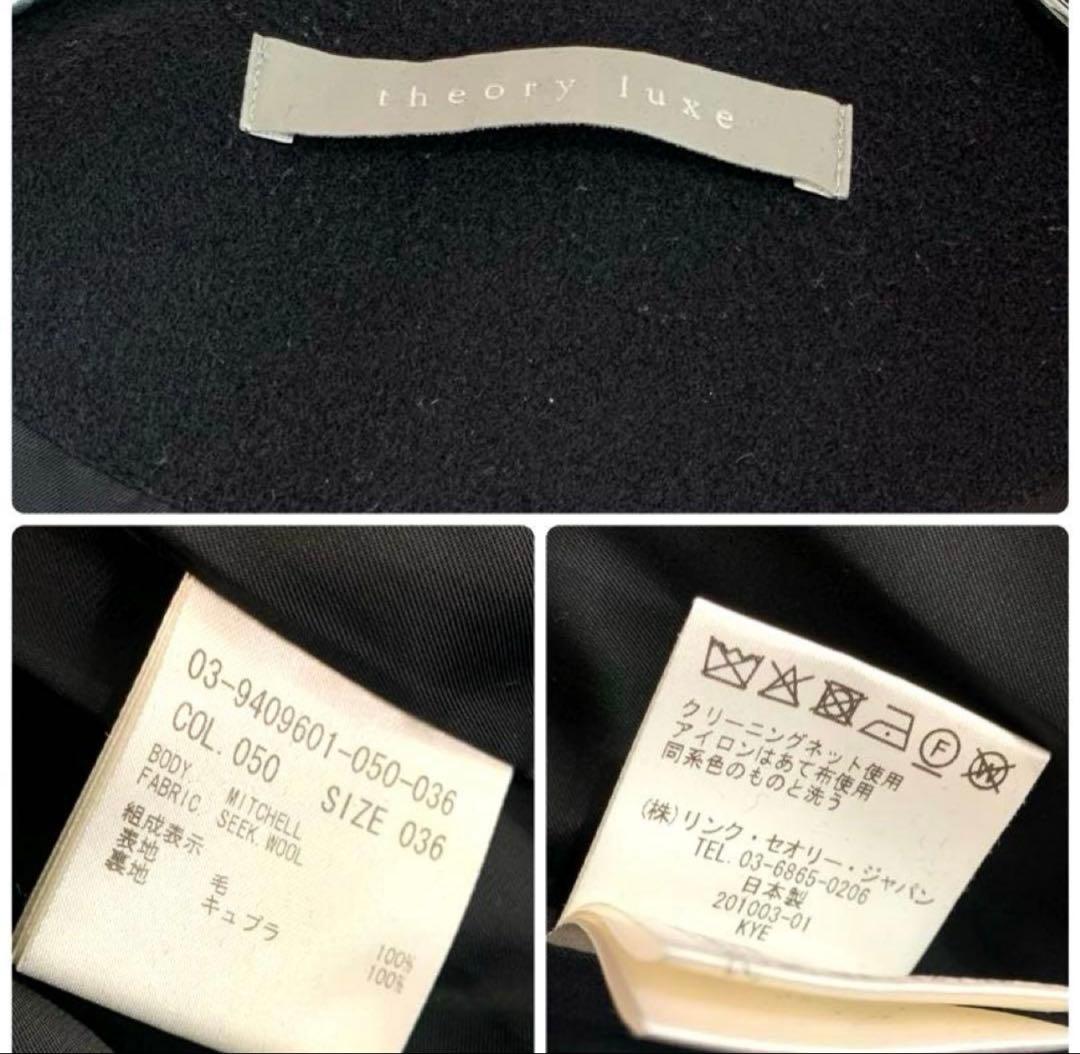 theory luxe
03-9409601-050-036
COL. 050 SIZE 036
BODY MITCHELL
FABRIC SEEK.WOOL
組成表示
表地 毛 100%
裏地 キュプラ 100%
F W
クリーニングネット使用
アイロンはあて布使用
同系色のものと洗う
(株)リンク・セオリー・ジャパン
TEL. 03-6865-0206
日本製
201003-01
KYE